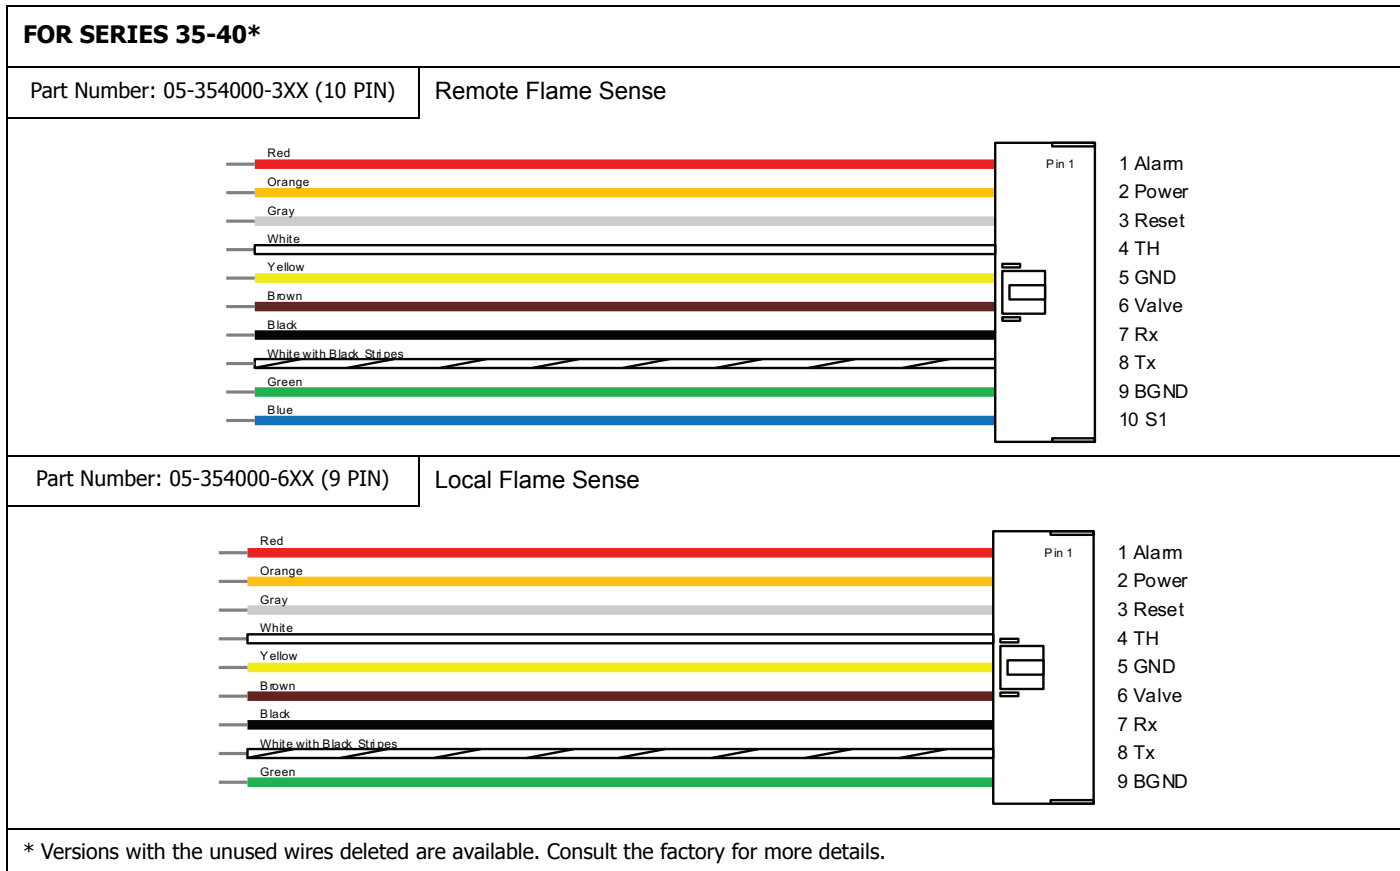 FOR SERIES 35-40*
Part Number: 05-354000-3XX (10 PIN)
Remote Flame Sense
Red
Orange
Gray
White
Yellow
Brown
Black
White with Black Stripes
Green
Blue
Pin 1
1 Alarm
2 Power
3 Reset
4 TH
5 GND
6 Valve
7 Rx
8 Tx
9 BGND
10 S1
Part Number: 05-354000-6XX (9 PIN)
Local Flame Sense
Red
Orange
Gray
White
Yellow
Brown
Black
White with Black Stripes
Green
Pin 1
1 Alarm
2 Power
3 Reset
4 TH
5 GND
6 Valve
7 Rx
8 Tx
9 BGND
* Versions with the unused wires deleted are available. Consult the factory for more details.